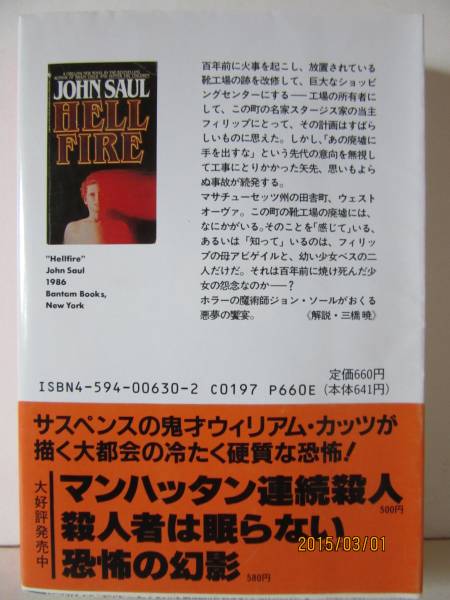 JOHN SAUL
HELL
FIRE
"Hellfire"
John Saul
1986
Bantam Books,
New York
百年前に火事を起こし、放置されている
靴工場の跡を改修して、巨大なショッピ
ングセンターにする──工場の所有者に
して、この町の名家スタージス家の当主
フィリップにとって、その計画はすばら
しいものに思えた。しかし、「あの廃墟に
手を出すな」という先代の意向を無視し
て工事にとりかかった矢先、思いもよら
ぬ事故が続発する。
マサチューセッツ州の田舎町、ウェスト
オーヴァ。この町の靴工場の廃墟には、
なにかがいる。そのことを「感じて」いる、
あるいは「知って」いるのは、フィリッ
プの母アビゲイルと、幼い少女ベスの二
人だけだ。それは百年前に焼け死んだ少
女の怨念なのか──?
ホラーの魔術師ジョン・ソールがおくる
悪夢の饗宴。 《解説・三橋 曉》
定価660円
ISBN4-594-00630-2 C0197 P660E (本体641円)
サスペンスの鬼才ウィリアム・カッツが
描く大都会の冷たく硬質な恐怖!
大好評発売中
マンハッタン連続殺人
500円
殺人者は眠らない
恐怖の幻影
580円
2015/03/01